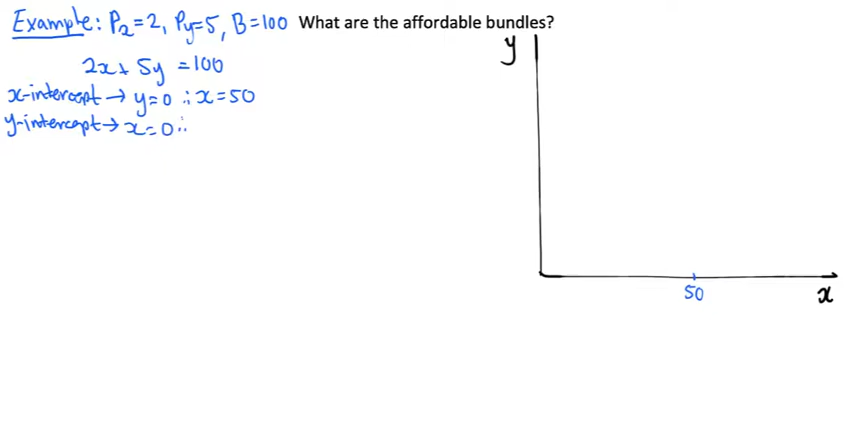 Example: Px=2, Py=5, B=100 What are the affordable bundles?
2x+5y=100
x-intercept → y=0 ∴ x=50
y-intercept → x=0 ∴
y
50
x